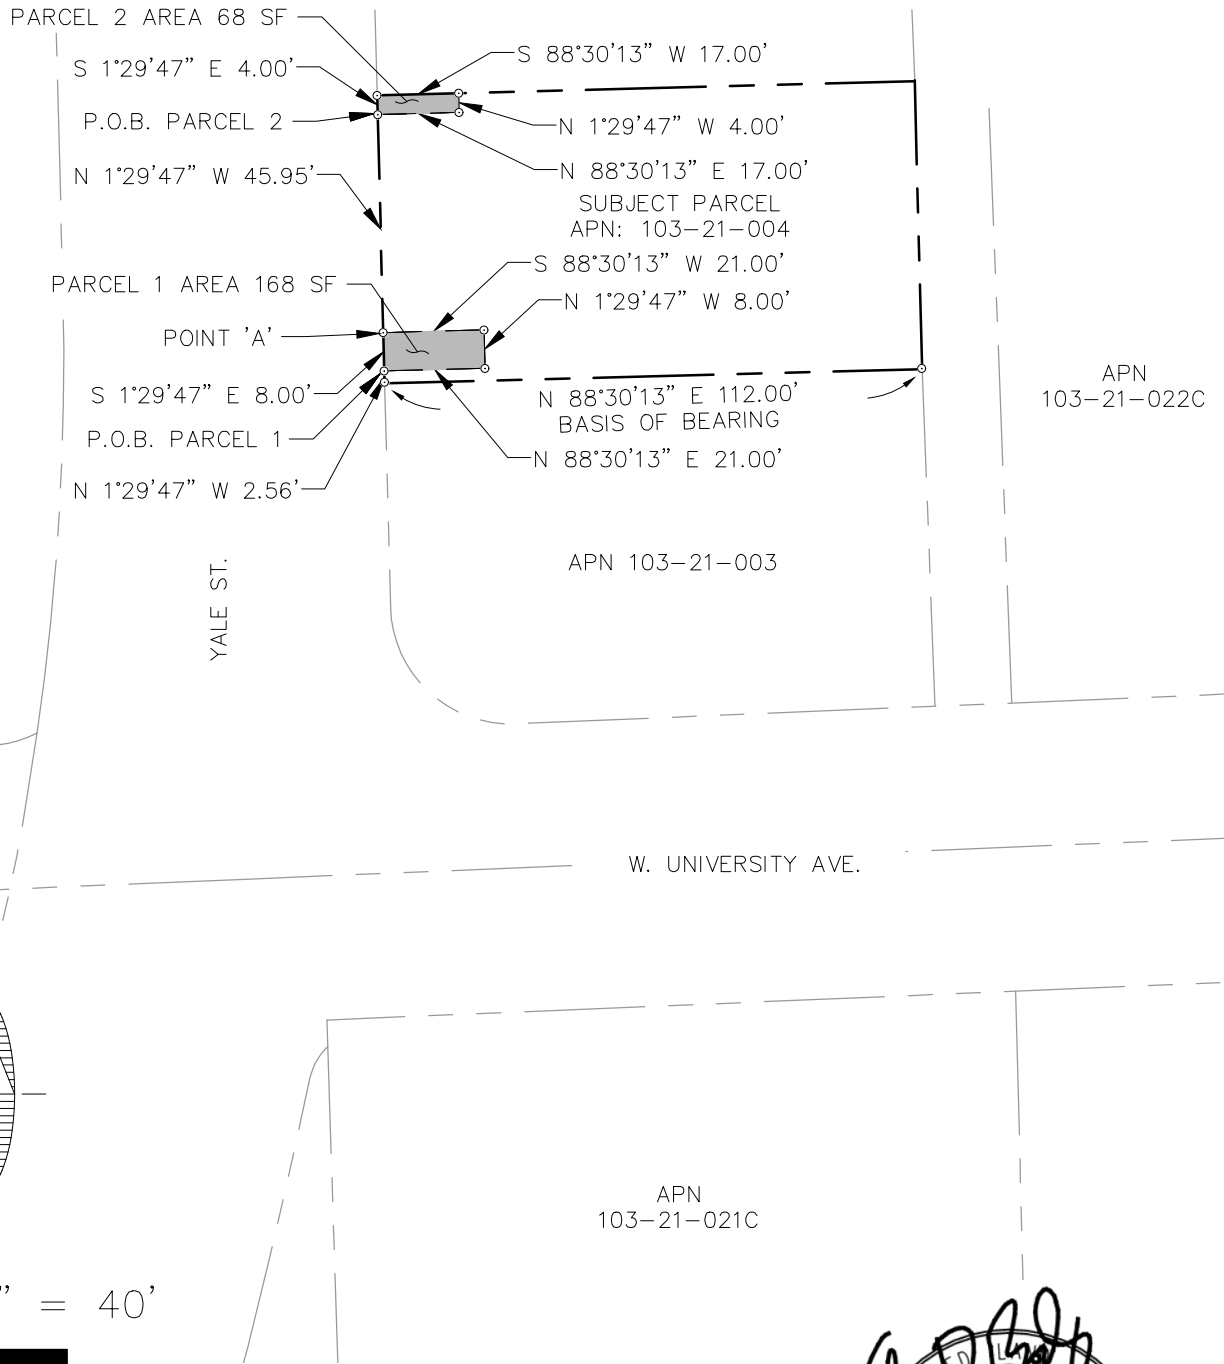 PARCEL 2 AREA 68 SF
S 88°30'13" W 17.00'
S 1°29'47" E 4.00'
P.O.B. PARCEL 2
N 1°29'47" W 4.00'
N 88°30'13" E 17.00'
N 1°29'47" W 45.95'
SUBJECT PARCEL
APN: 103-21-004
S 88°30'13" W 21.00'
PARCEL 1 AREA 168 SF
N 1°29'47" W 8.00'
POINT 'A'
S 1°29'47" E 8.00'
N 88°30'13" E 112.00'
BASIS OF BEARING
APN
103-21-022C
P.O.B. PARCEL 1
N 88°30'13" E 21.00'
N 1°29'47" W 2.56'
APN 103-21-003
YALE ST.
W. UNIVERSITY AVE.
APN
103-21-021C
" = 40'